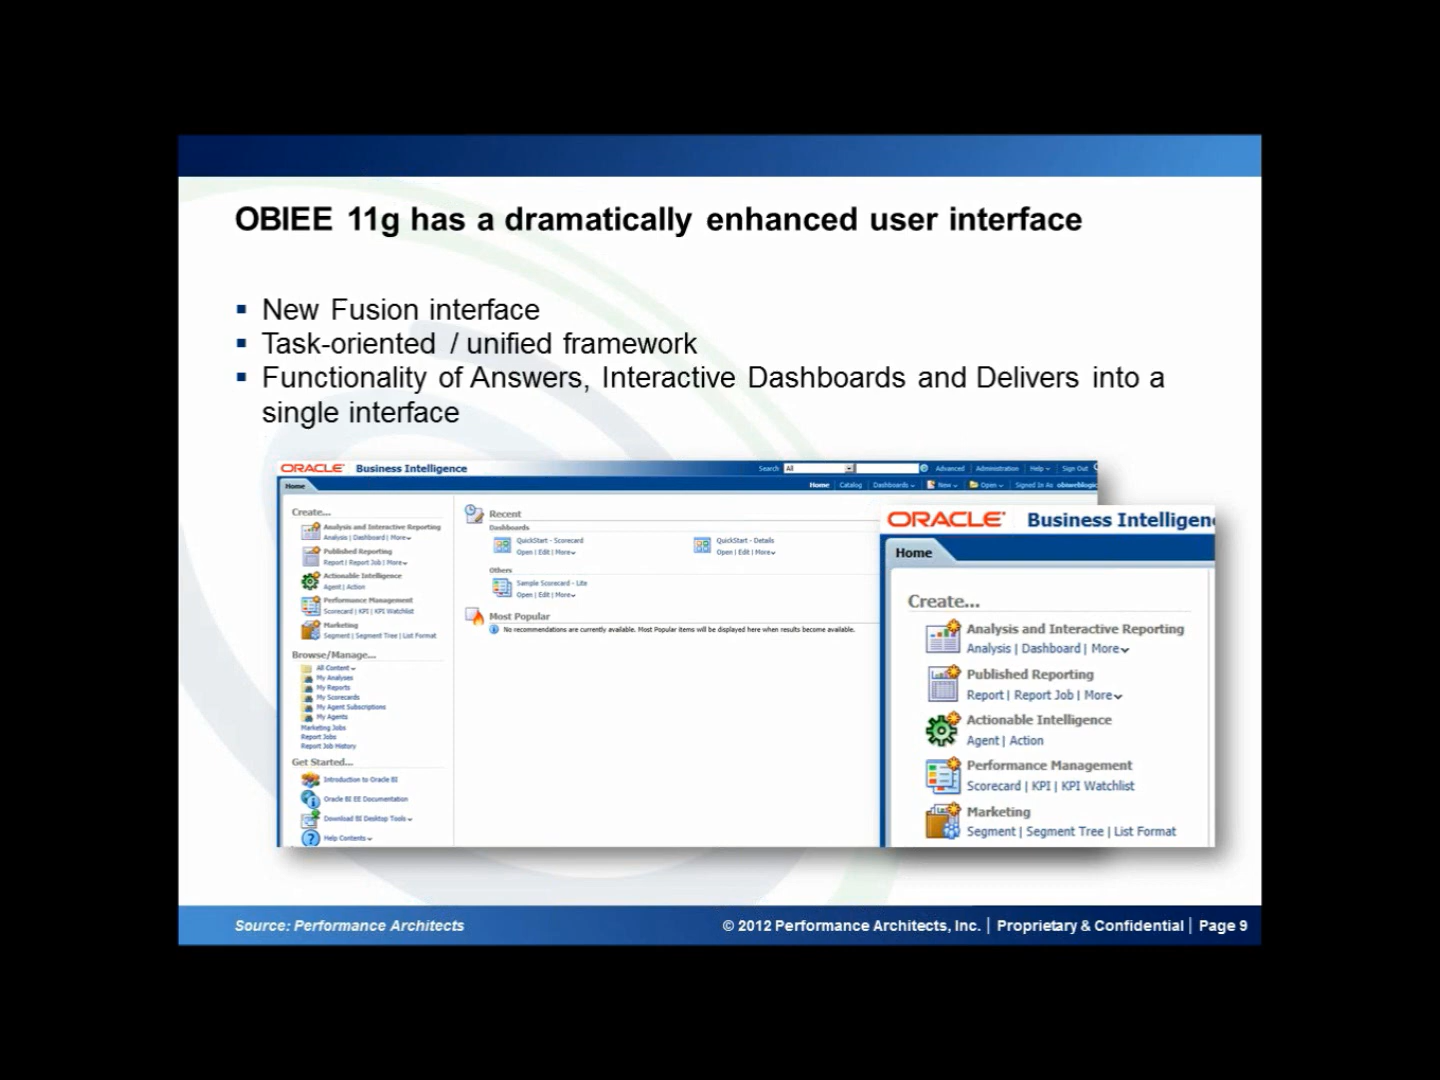 OBIEE 11g has a dramatically enhanced user interface
New Fusion interface
Task-oriented / unified framework
Functionality of Answers, Interactive Dashboards and Delivers into a
single interface
ORACLE Business Intelligence
Search All Advanced Administration Help Sign Out
Home
Home Catalog Dashboards New Open Signed In As obiweblogic
Create...
Analysis and Interactive Reporting
Analysis | Dashboard | More
Published Reporting
Report | Report Job | More
Actionable Intelligence
Agent | Action
Performance Management
Scorecard | KPI | KPI Watchlist
Marketing
Segment | Segment Tree | List Format
Browse/Manage...
All Content
My Analyses
My Reports
My Scorecards
My Agent Subscriptions
My Agents
Marketing Jobs
Report Jobs
Report Job History
Get Started...
Introduction to Oracle BI
Oracle BI EE Documentation
Download BI Desktop Tools
Help Contents
Recent
Dashboards
QuickStart - Scorecard
Open | Edit | More
QuickStart - Details
Open | Edit | More
Others
Sample Scorecard - Lite
Open | Edit | More
Most Popular
No recommendations are currently available. Most Popular items will be displayed here when results become available.
ORACLE Business Intelligen
Home
Create...
Analysis and Interactive Reporting
Analysis | Dashboard | More
Published Reporting
Report | Report Job | More
Actionable Intelligence
Agent | Action
Performance Management
Scorecard | KPI | KPI Watchlist
Marketing
Segment | Segment Tree | List Format
Source: Performance Architects
© 2012 Performance Architects, Inc. | Proprietary & Confidential | Page 9